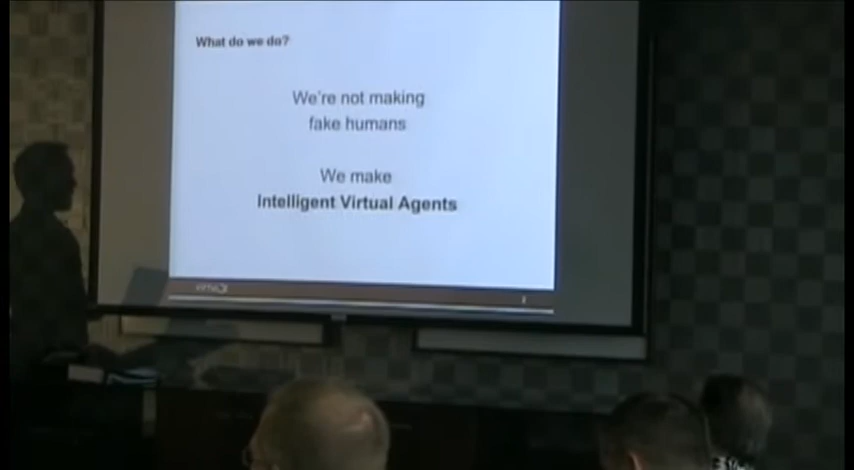 What do we do?
We're not making
fake humans
We make
Intelligent Virtual Agents